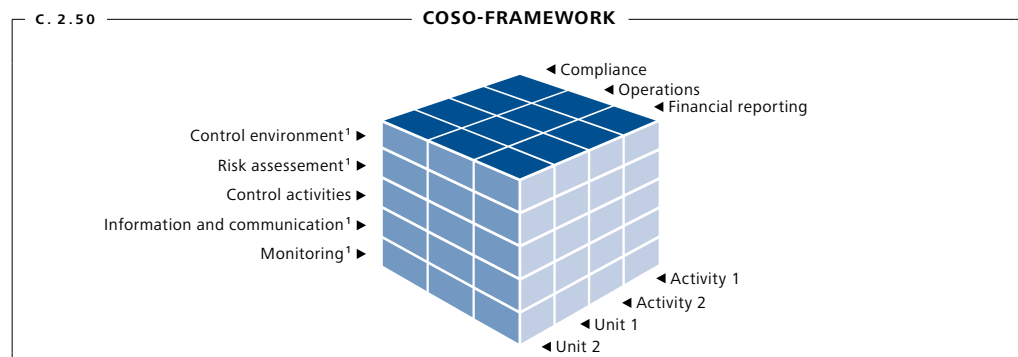 C.2.50
COSO-FRAMEWORK
◄ Compliance
◄ Operations
◄ Financial reporting
Control environment¹ ►
Risk assessement¹ ►
Control activities ►
Information and communication¹ ►
Monitoring¹ ►
◄ Activity 1
◄ Activity 2
◄ Unit 1
◄ Unit 2